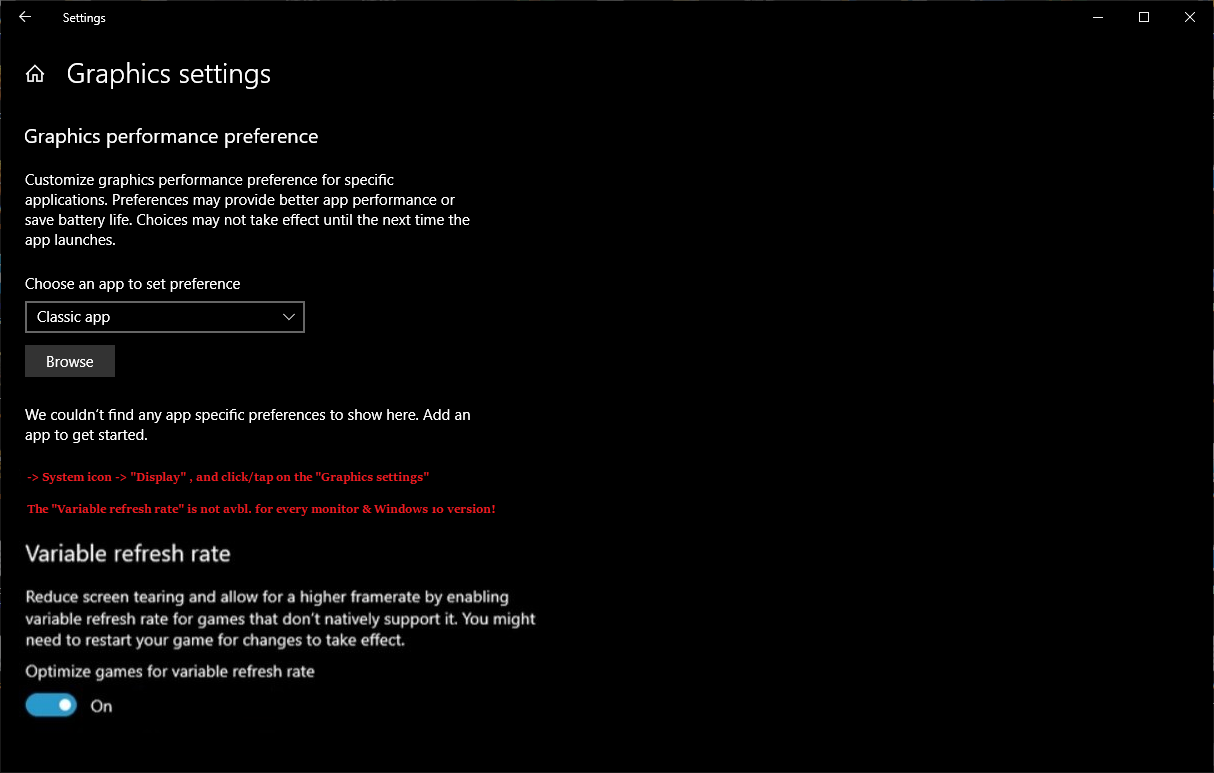 Settings
Graphics settings
Graphics performance preference
Customize graphics performance preference for specific
applications. Preferences may provide better app performance or
save battery life. Choices may not take effect until the next time the
app launches.
Choose an app to set preference
Classic app
Browse
We couldn't find any app specific preferences to show here. Add an
app to get started.
-> System icon -> "Display" , and click/tap on the "Graphics settings"
The "Variable refresh rate" is not avbl. for every monitor & Windows 10 version!
Variable refresh rate
Reduce screen tearing and allow for a higher framerate by enabling
variable refresh rate for games that don't natively support it. You might
need to restart your game for changes to take effect.
Optimize games for variable refresh rate
On